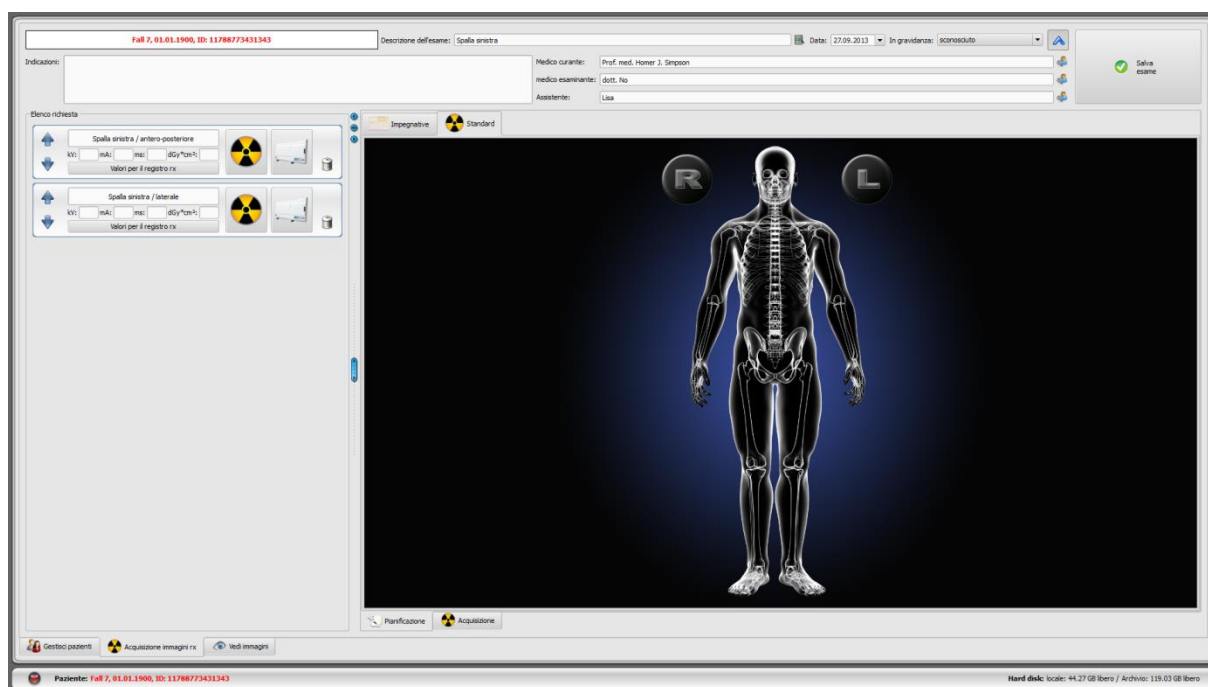 Fall 7, 01.01.1900, ID: 11788773431343
Descrizione dell'esame: Spalla sinistra
Data: 27.09.2013
In gravidanza: sconosciuto
Indicazioni:
Medico curante: Prof. med. Homer J. Simpson
medico esaminante: dott. No
Assistente: Lisa
Salva
esame
Elenco richiesta
Spalla sinistra / antero-posteriore
kV: mA: ms: dGy*cm²:
Valori per il registro rx
Spalla sinistra / laterale
kV: mA: ms: dGy*cm²:
Valori per il registro rx
Impegnative
Standard
R
L
Pianificazione
Acquisizione
Gestisci pazienti
Acquisizione immagini rx
Vedi immagini
Paziente: Fall 7, 01.01.1900, ID: 11788773431343
Hard disk: locale: 44.27 GB libero / Archivio: 119.03 GB libero